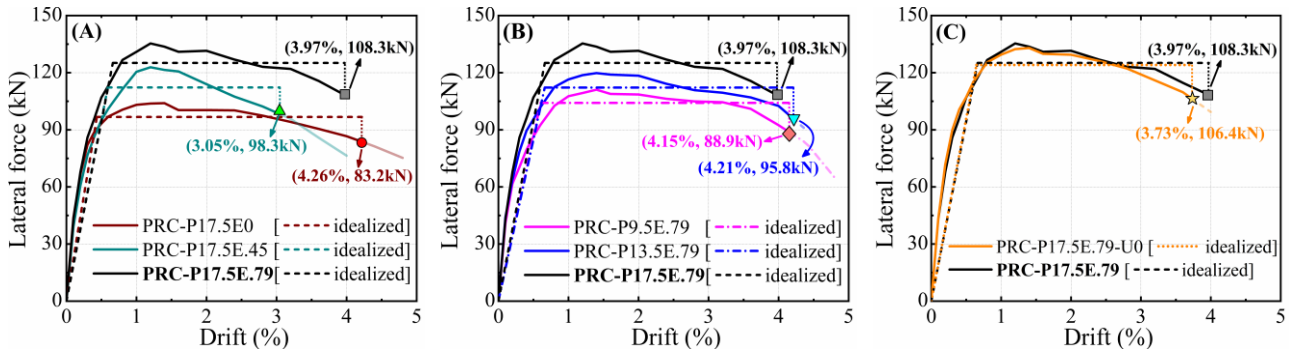 (A)
Lateral force (kN)
150
120
90
60
30
0
(3.97%, 108.3kN)
(3.05%, 98.3kN)
(4.26%, 83.2kN)
PRC-P17.5E0 [ idealized]
PRC-P17.5E.45 [ idealized]
PRC-P17.5E.79 [ idealized]
0 1 2 3 4 5
Drift (%)
(B)
Lateral force (kN)
150
120
90
60
30
0
(3.97%, 108.3kN)
(4.15%, 88.9kN)
(4.21%, 95.8kN)
PRC-P9.5E.79 [ idealized]
PRC-P13.5E.79 [ idealized]
PRC-P17.5E.79 [ idealized]
0 1 2 3 4 5
Drift (%)
(C)
Lateral force (kN)
150
120
90
60
30
0
(3.97%, 108.3kN)
(3.73%, 106.4kN)
PRC-P17.5E.79-U0 [ idealized]
PRC-P17.5E.79 [ idealized]
0 1 2 3 4 5
Drift (%)